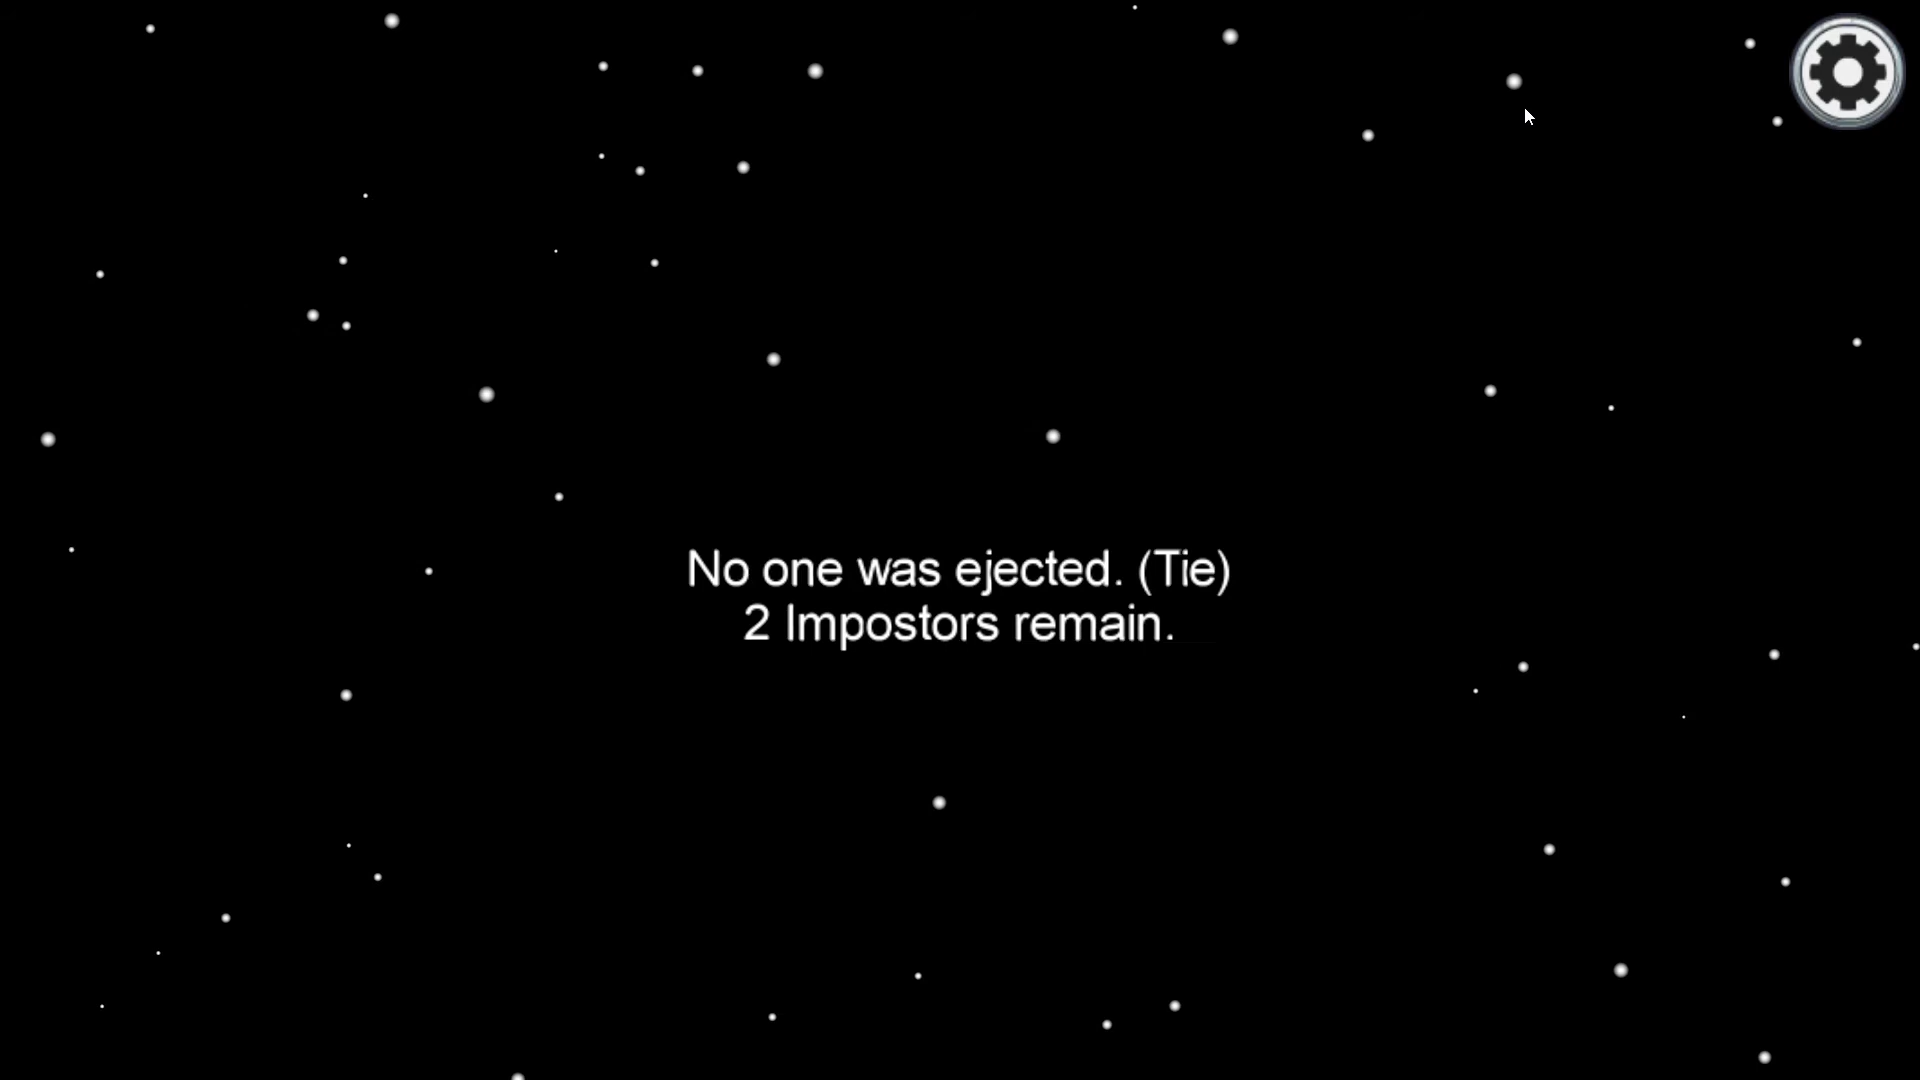 No one was ejected. (Tie)
2 Impostors remain.